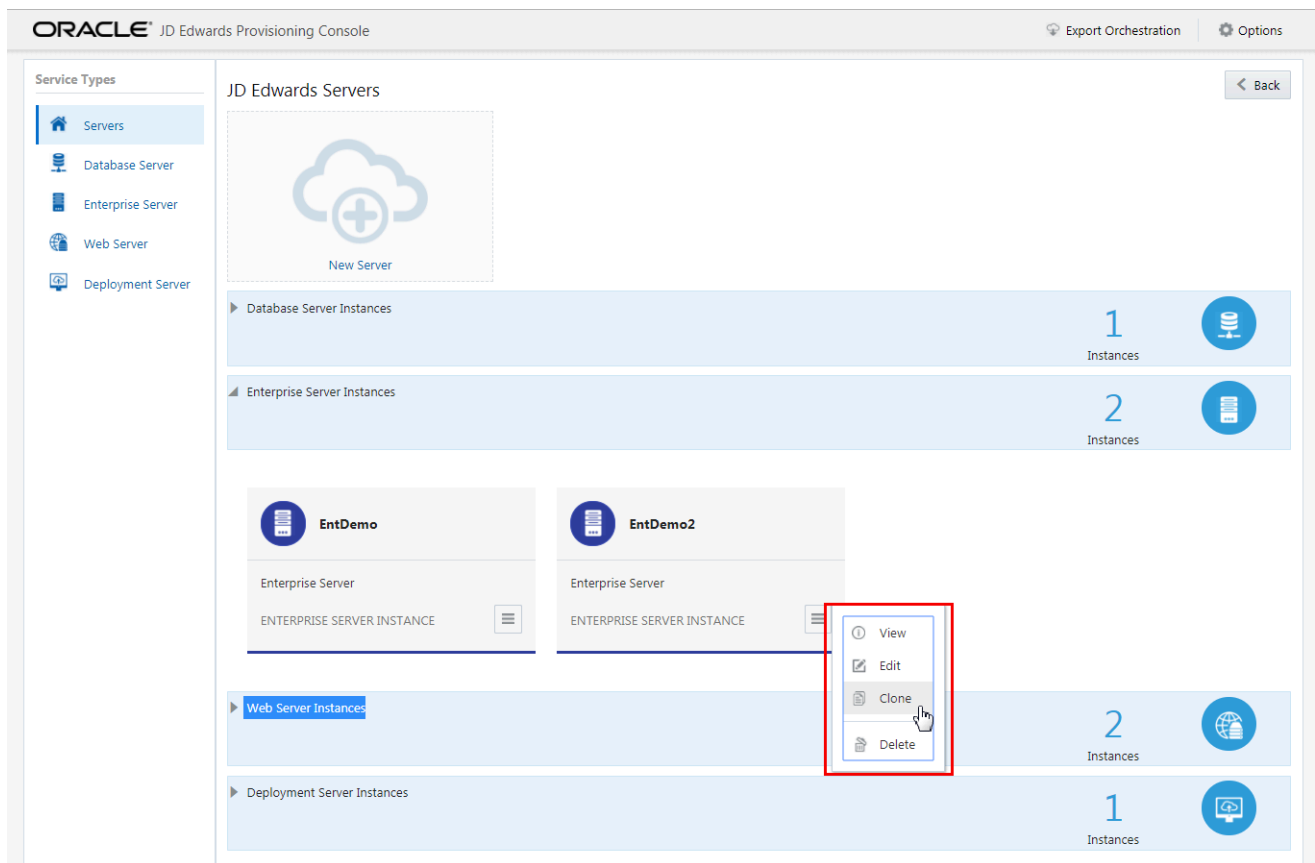 ORACLE® JD Edwards Provisioning Console
Export Orchestration
Options
Service Types
Servers
Database Server
Enterprise Server
Web Server
Deployment Server
JD Edwards Servers
Back
New Server
Database Server Instances
1
Instances
Enterprise Server Instances
2
Instances
EntDemo
Enterprise Server
ENTERPRISE SERVER INSTANCE
EntDemo2
Enterprise Server
ENTERPRISE SERVER INSTANCE
View
Edit
Clone
Delete
Web Server Instances
2
Instances
Deployment Server Instances
1
Instances